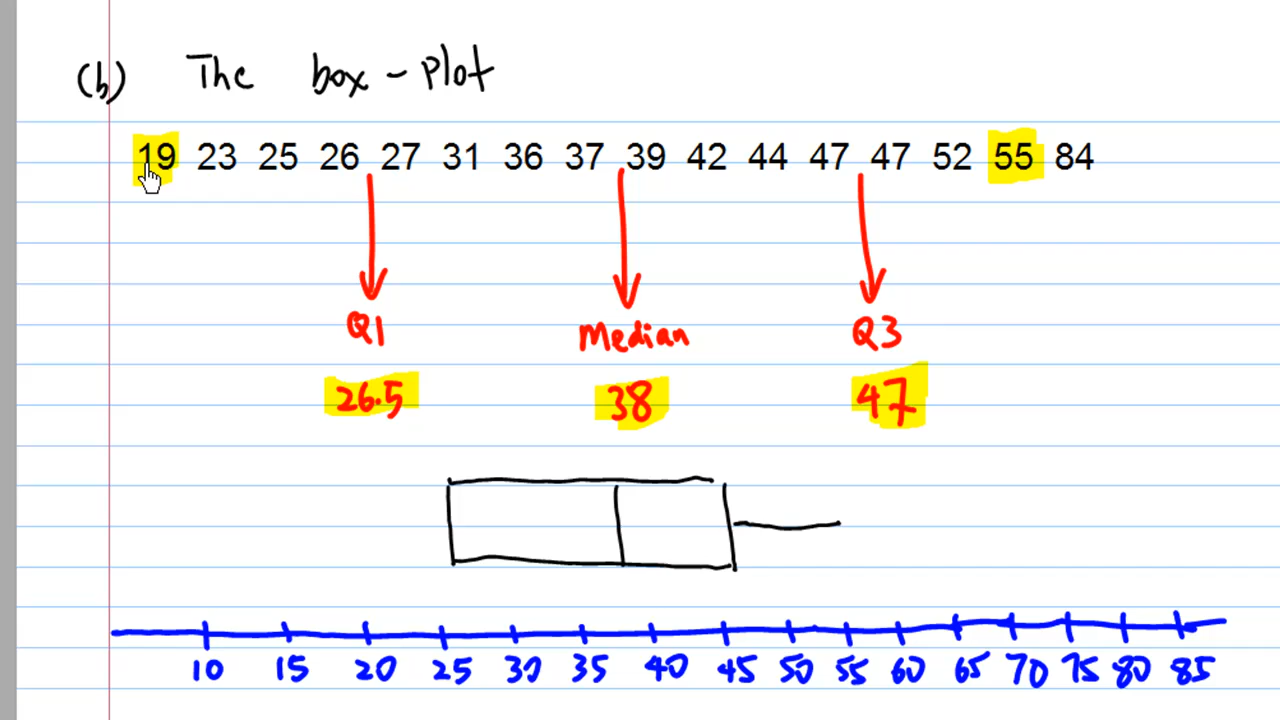 (b) The box-plot
19 23 25 26 27 31 36 37 39 42 44 47 47 52 55 84
Q1 Median Q3
26.5 38 47
10 15 20 25 30 35 40 45 50 55 60 65 70 75 80 85